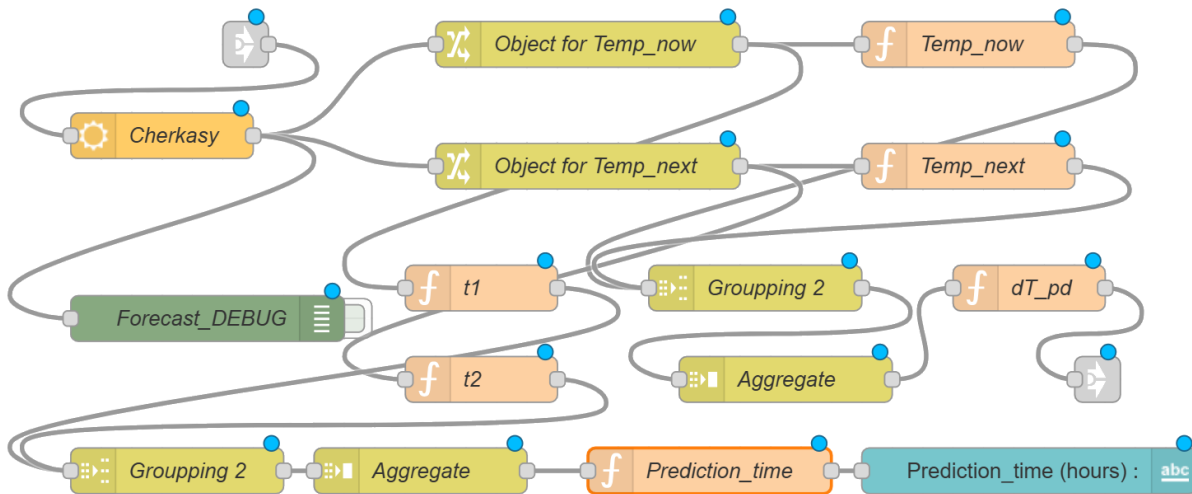 Object for Temp_now
Temp_now
Cherkasy
Object for Temp_next
Temp_next
t1
Groupping 2
dT_pd
Forecast_DEBUG
t2
Aggregate
Groupping 2
Aggregate
Prediction_time
Prediction_time (hours) :
abc